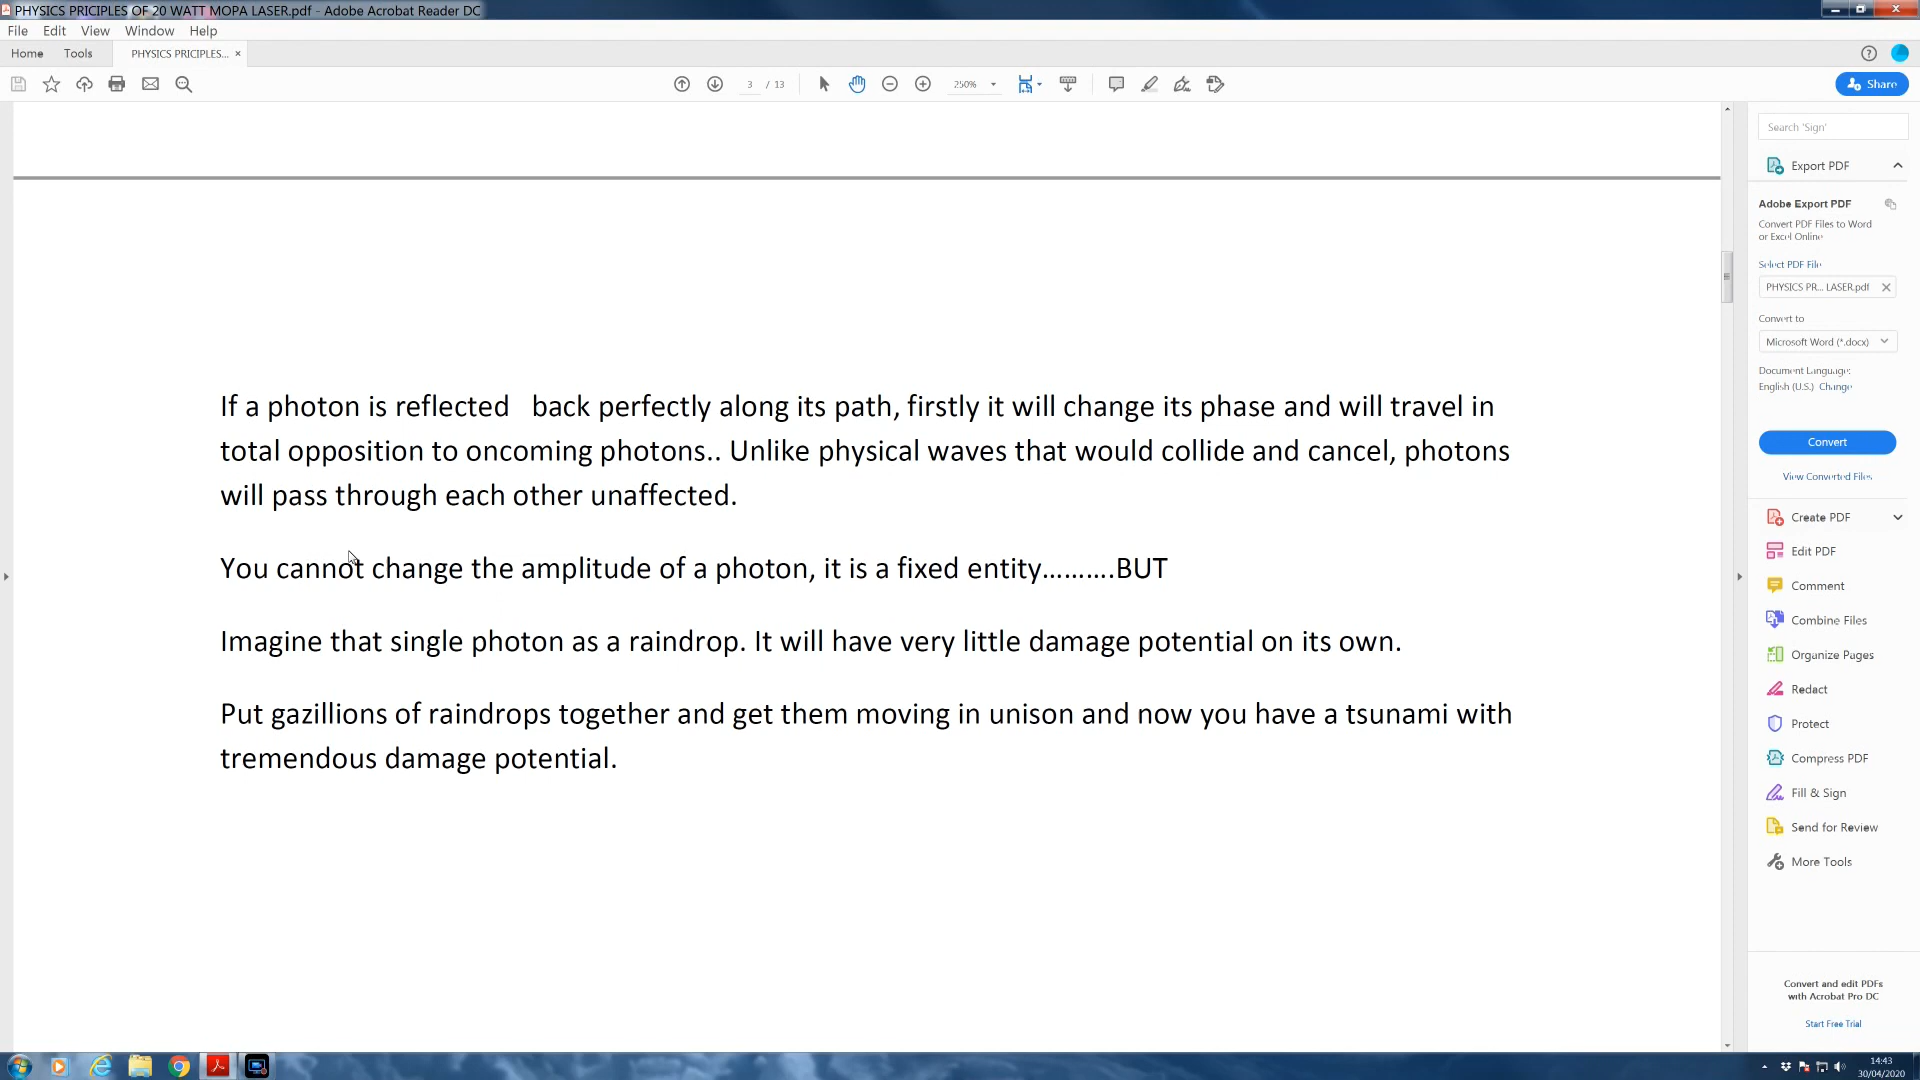 PHYSICS PRICIPLES OF 20 WATT MOPA LASER.pdf - Adobe Acrobat Reader DC
File Edit View Window Help
Home Tools PHYSICS PRICIPLES... ×
3 / 13 250% Share
Search 'Sign'
Export PDF
Adobe Export PDF
Convert PDF Files to Word
or Excel Online
Select PDF File
PHYSICS PR... LASER.pdf
Convert to
Microsoft Word (*.docx)
Document Language:
English (U.S.) Change
Convert
View Converted Files
Create PDF
Edit PDF
Comment
Combine Files
Organize Pages
Redact
Protect
Compress PDF
Fill & Sign
Send for Review
More Tools
Convert and edit PDFs
with Acrobat Pro DC
Start Free Trial
If a photon is reflected   back perfectly along its path, firstly it will change its phase and will travel in
total opposition to oncoming photons.. Unlike physical waves that would collide and cancel, photons
will pass through each other unaffected.
You cannot change the amplitude of a photon, it is a fixed entity..........BUT
Imagine that single photon as a raindrop. It will have very little damage potential on its own.
Put gazillions of raindrops together and get them moving in unison and now you have a tsunami with
tremendous damage potential.
14:43
30/04/2020